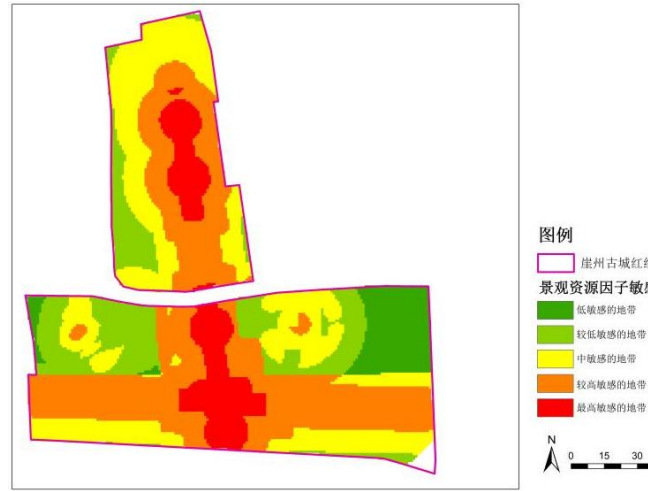 图例
崖州古城红线
景观资源因子敏感
低敏感的地带
较低敏感的地带
中敏感的地带
较高敏感的地带
最高敏感的地带
N
0 15 30